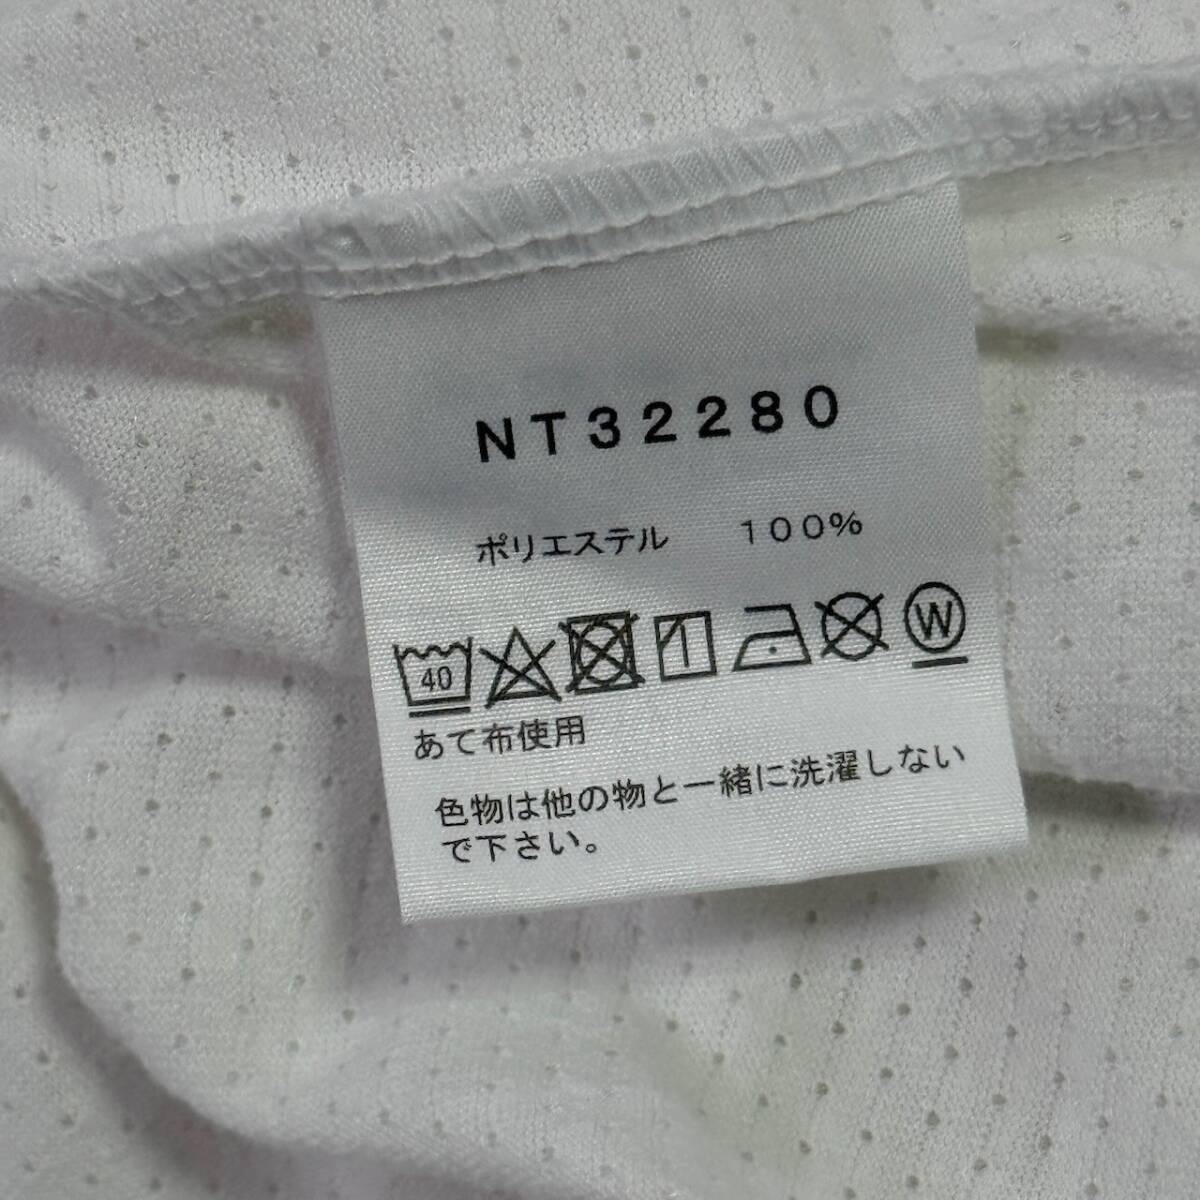 NT32280
ポリエステル 100%
40 W
あて布使用
色物は他の物と一緒に洗濯しない
で下さい。